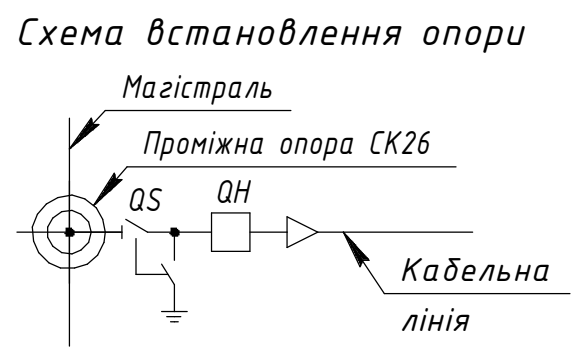 Схема встановлення опори
Магістраль
Проміжна опора СК26
QS
QH
Кабельна
лінія